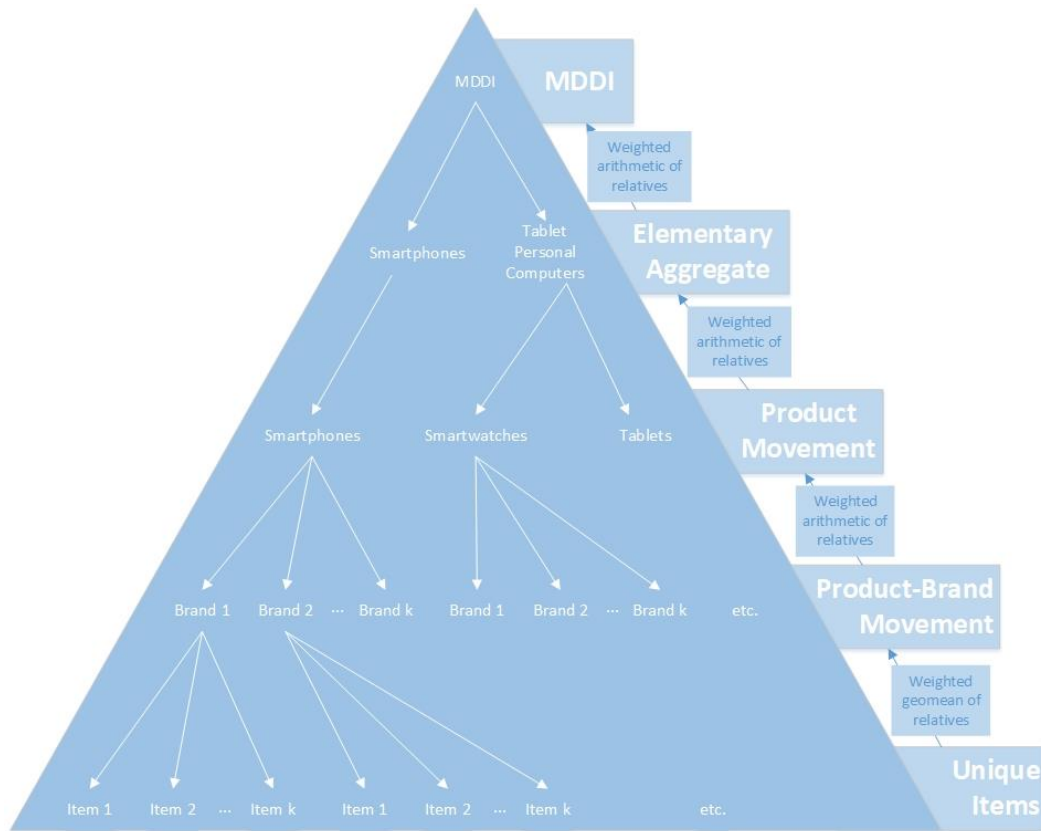 MDDI
MDDI
Weighted
arithmetic of
relatives
Smartphones
Tablet
Personal
Computers
Elementary
Aggregate
Weighted
arithmetic of
relatives
Smartphones
Smartwatches
Tablets
Product
Movement
Weighted
arithmetic of
relatives
Brand 1
Brand 2
...
Brand k
Brand 1
Brand 2
...
Brand k
etc.
Product-Brand
Movement
Weighted
geomean of
relatives
Item 1
Item 2
...
Item k
Item 1
Item 2
...
Item k
etc.
Unique
Items